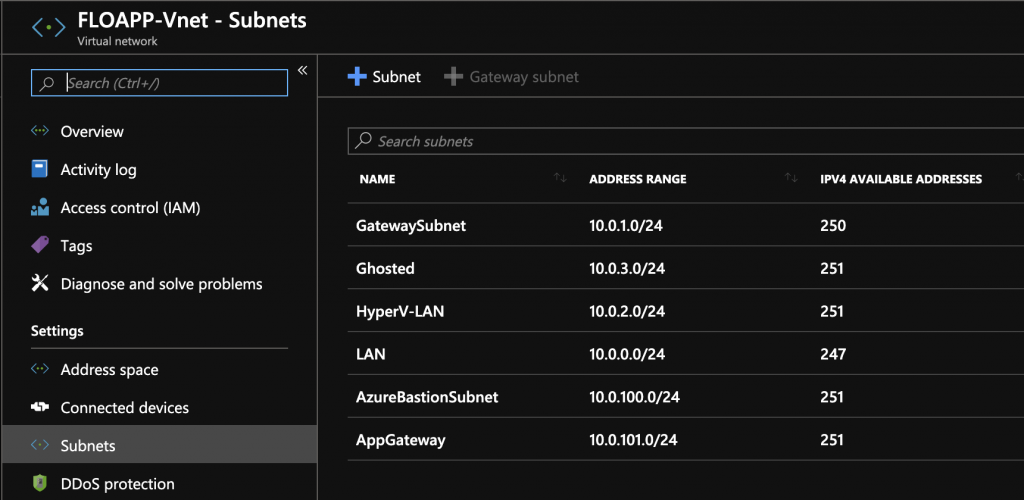 FLOAPP-Vnet - Subnets
Virtual network
Search (Ctrl+/)
«
Overview
Activity log
Access control (IAM)
Tags
Diagnose and solve problems
Settings
Address space
Connected devices
Subnets
DDoS protection
Subnet Gateway subnet
Search subnets
NAME ADDRESS RANGE IPV4 AVAILABLE ADDRESSES
GatewaySubnet 10.0.1.0/24 250
Ghosted 10.0.3.0/24 251
HyperV-LAN 10.0.2.0/24 251
LAN 10.0.0.0/24 247
AzureBastionSubnet 10.0.100.0/24 251
AppGateway 10.0.101.0/24 251